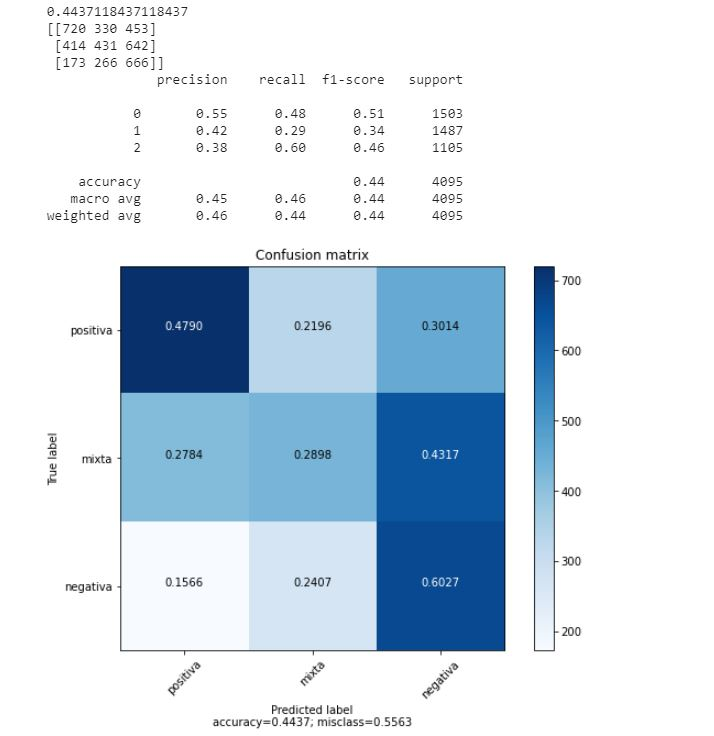 0.4437118437118437
[[720 330 453]
[414 431 642]
[173 266 666]]
precision recall f1-score support
0 0.55 0.48 0.51 1503
1 0.42 0.29 0.34 1487
2 0.38 0.60 0.46 1105
accuracy 0.44 4095
macro avg 0.45 0.46 0.44 4095
weighted avg 0.46 0.44 0.44 4095
Confusion matrix
positiva 0.4790 0.2196 0.3014
mixta 0.2784 0.2898 0.4317
negativa 0.1566 0.2407 0.6027
True label
positiva mixta negativa
Predicted label
accuracy=0.4437; misclass=0.5563
700
600
500
400
300
200